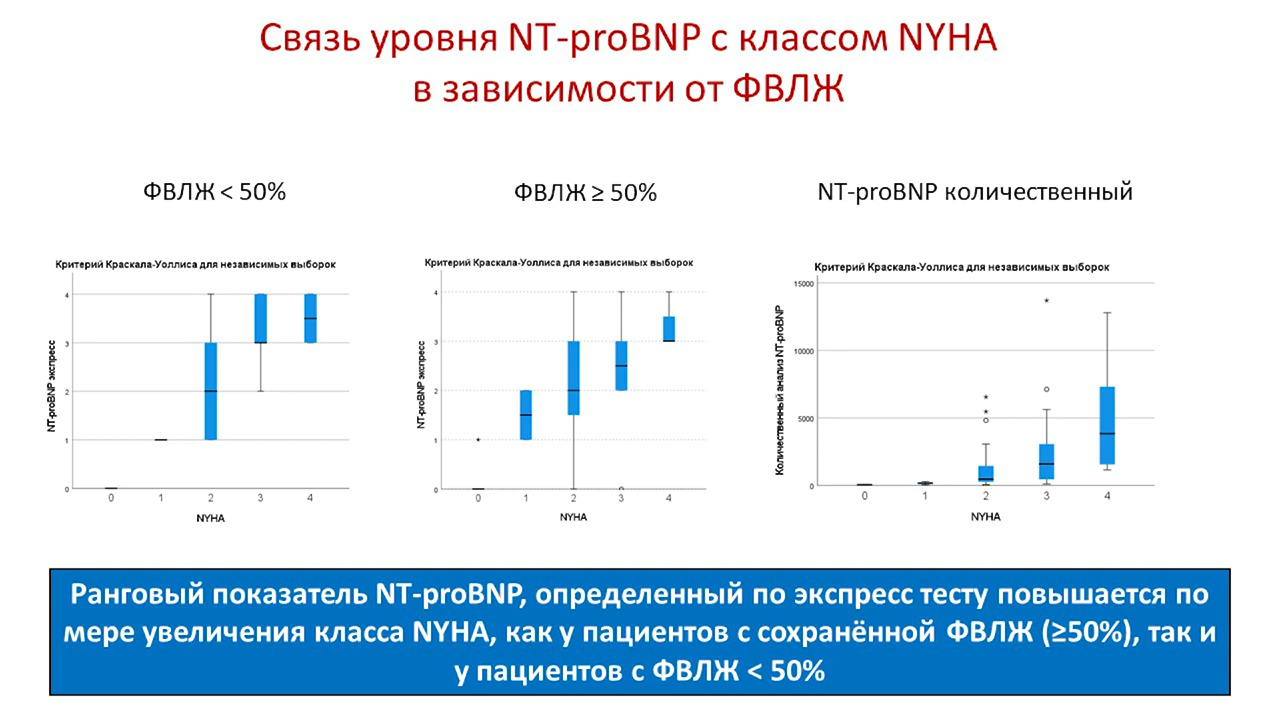 Связь уровня NT-proBNP с классом NYHA
в зависимости от ФВЛЖ
ФВЛЖ < 50%
ФВЛЖ ≥ 50%
NT-proBNP количественный
Критерий Краскала-Уоллиса для независимых выборок
NT-proBNP экспресс
4
3
2
1
0
0 1 2 3 4
NYHA
Критерий Краскала-Уоллиса для независимых выборок
NT-proBNP экспресс
4
3
2
1
0
0 1 2 3 4
NYHA
Критерий Краскала-Уоллиса для независимых выборок
Количественный анализ NT-proBNP
15000
10000
5000
0
0 1 2 3 4
NYHA
Ранговый показатель NT-proBNP, определенный по экспресс тесту повышается по
мере увеличения класса NYHA, как у пациентов с сохранённой ФВЛЖ (≥50%), так и
у пациентов с ФВЛЖ < 50%